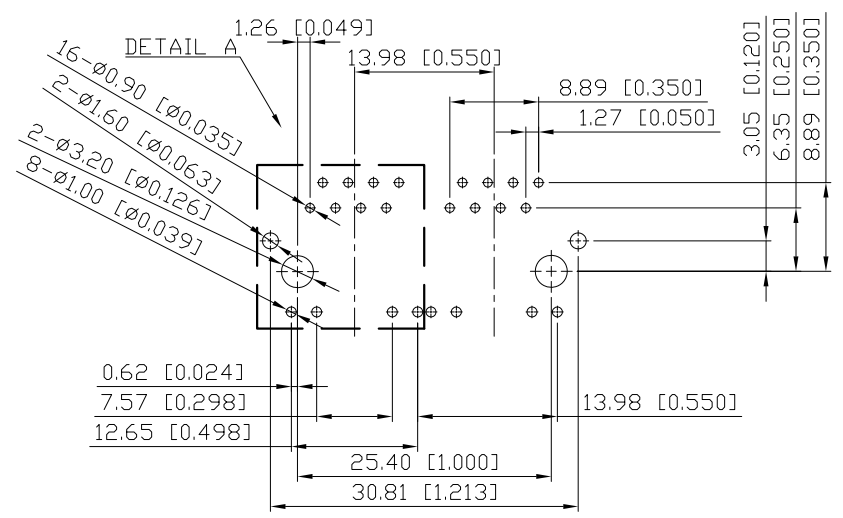 1.26 [0.049]
DETAIL A
13.98 [0.550]
16-ø0.90 [ø0.035]
2-ø1.60 [ø0.063]
2-ø3.20 [ø0.126]
8-ø1.00 [ø0.039]
8.89 [0.350]
1.27 [0.050]
3.05 [0.120]
6.35 [0.250]
8.89 [0.350]
0.62 [0.024]
7.57 [0.298]
13.98 [0.550]
12.65 [0.498]
25.40 [1.000]
30.81 [1.213]